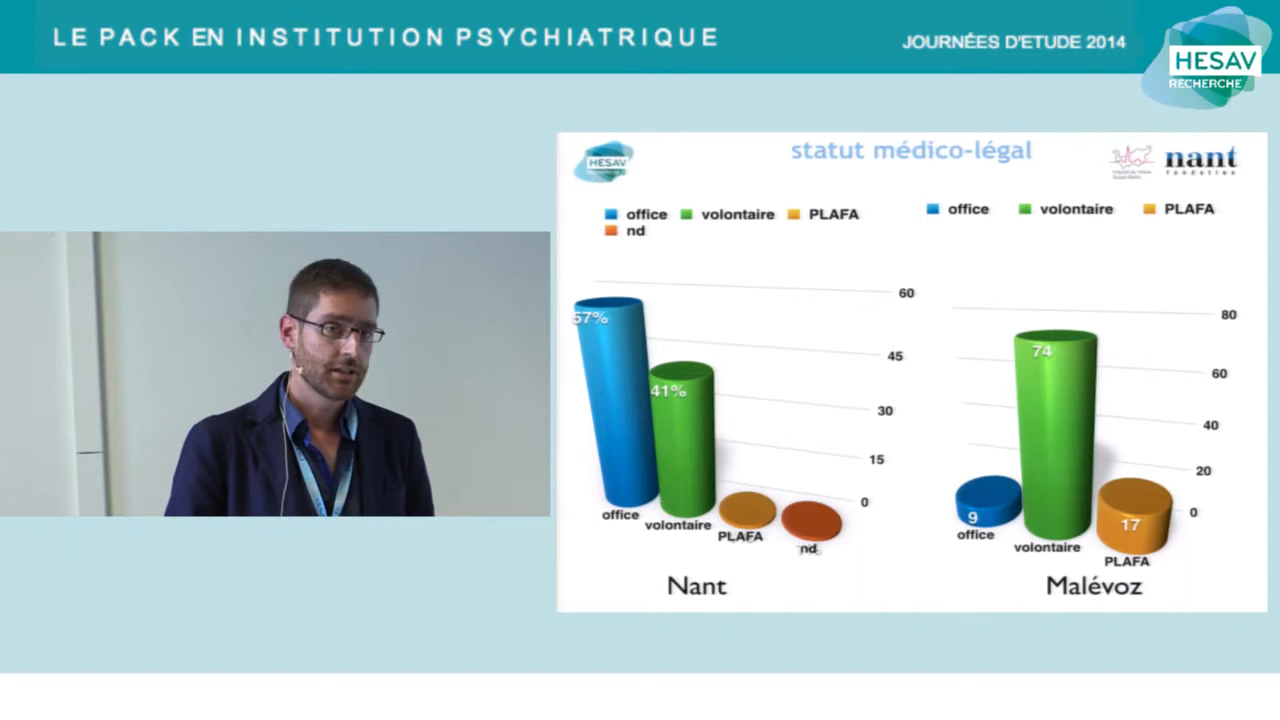 LE PACK EN INSTITUTION PSYCHIATRIQUE
JOURNÉES D'ETUDE 2014
HESAV
RECHERCHE
HESAV
RECHERCHE
statut médico-légal
nant
fondation
office volontaire PLAFA
nd
office volontaire PLAFA
60
45
30
15
0
57%
41%
office
volontaire
PLAFA
nd
Nant
80
60
40
20
0
74
9
17
office
volontaire
PLAFA
Malévoz